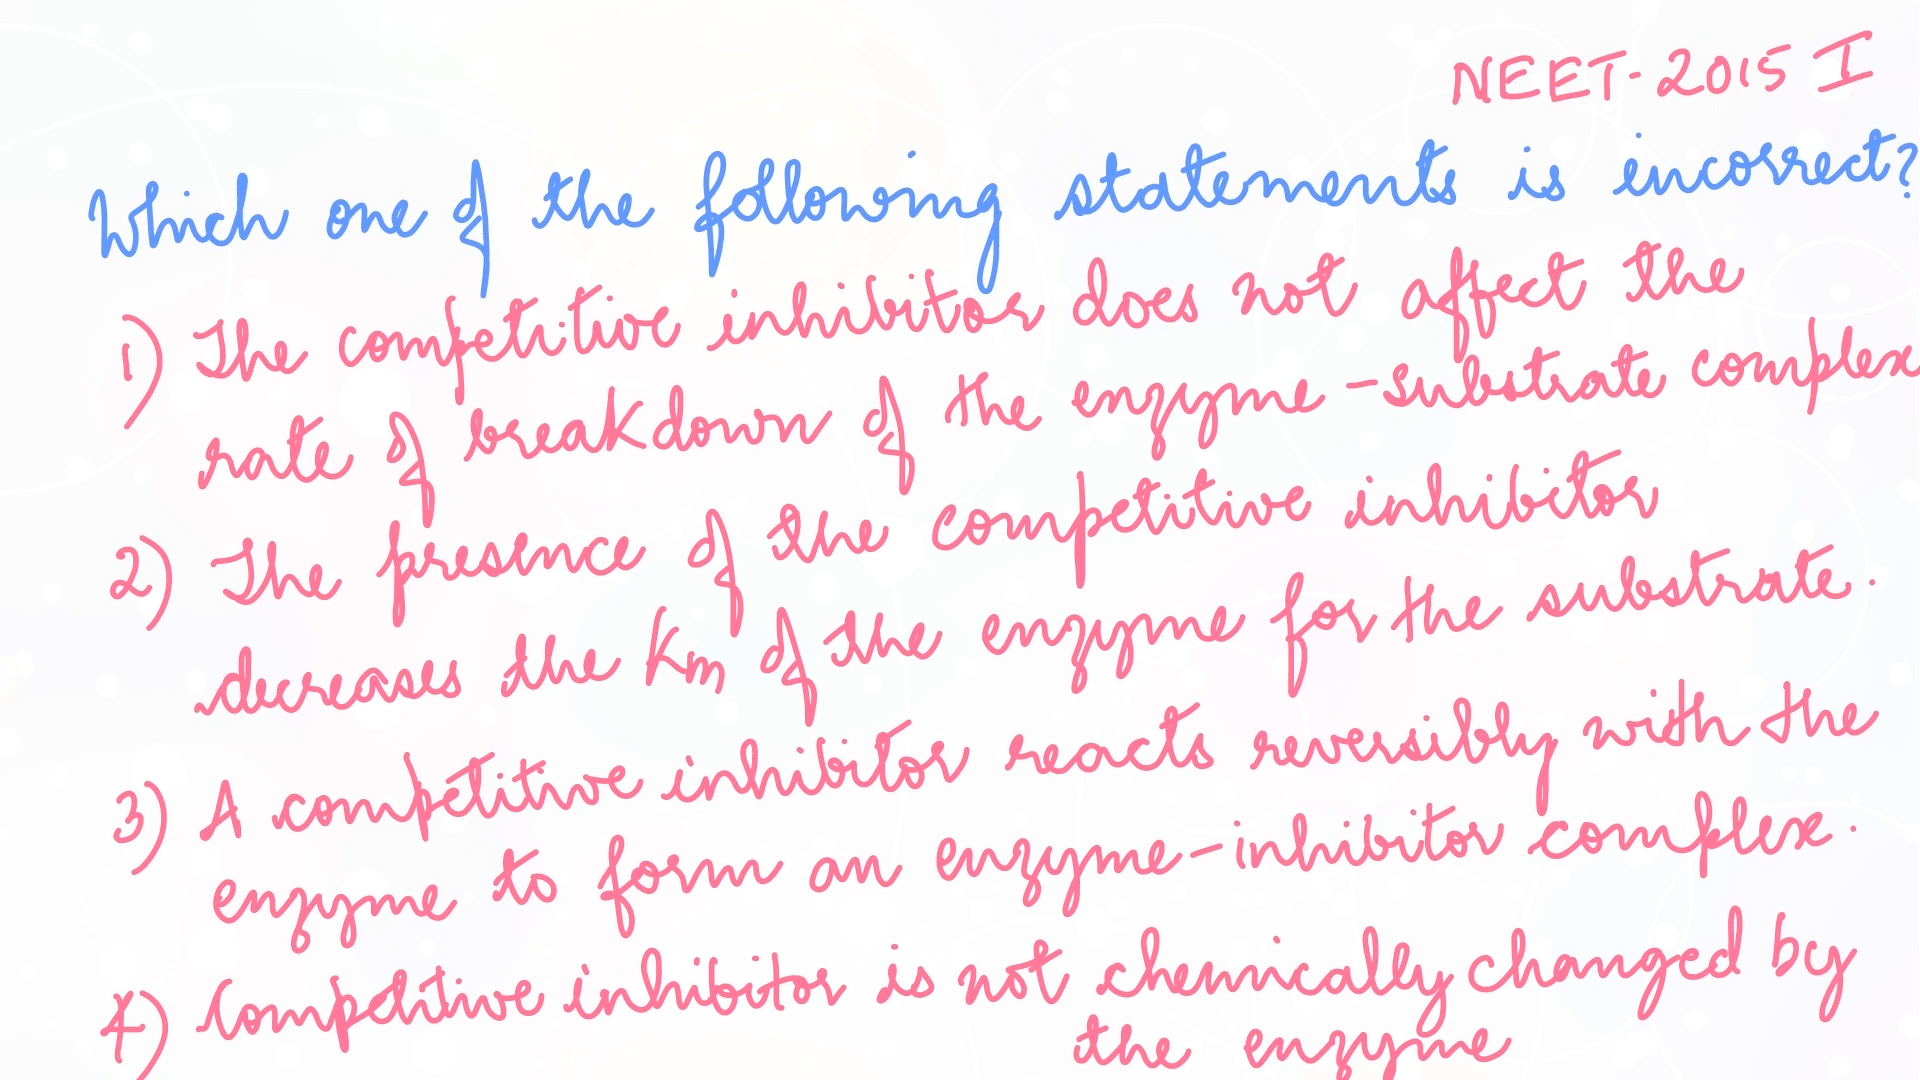 NEET-2015 I
Which one of the following statements is incorrect?
1) The competitive inhibitor does not affect the
rate of breakdown of the enzyme-substrate complex
2) The presence of the competitive inhibitor
decreases the Km of the enzyme for the substrate.
3) A competitive inhibitor reacts reversibly with the
enzyme to form an enzyme-inhibitor complex.
4) Competitive inhibitor is not chemically changed by
the enzyme